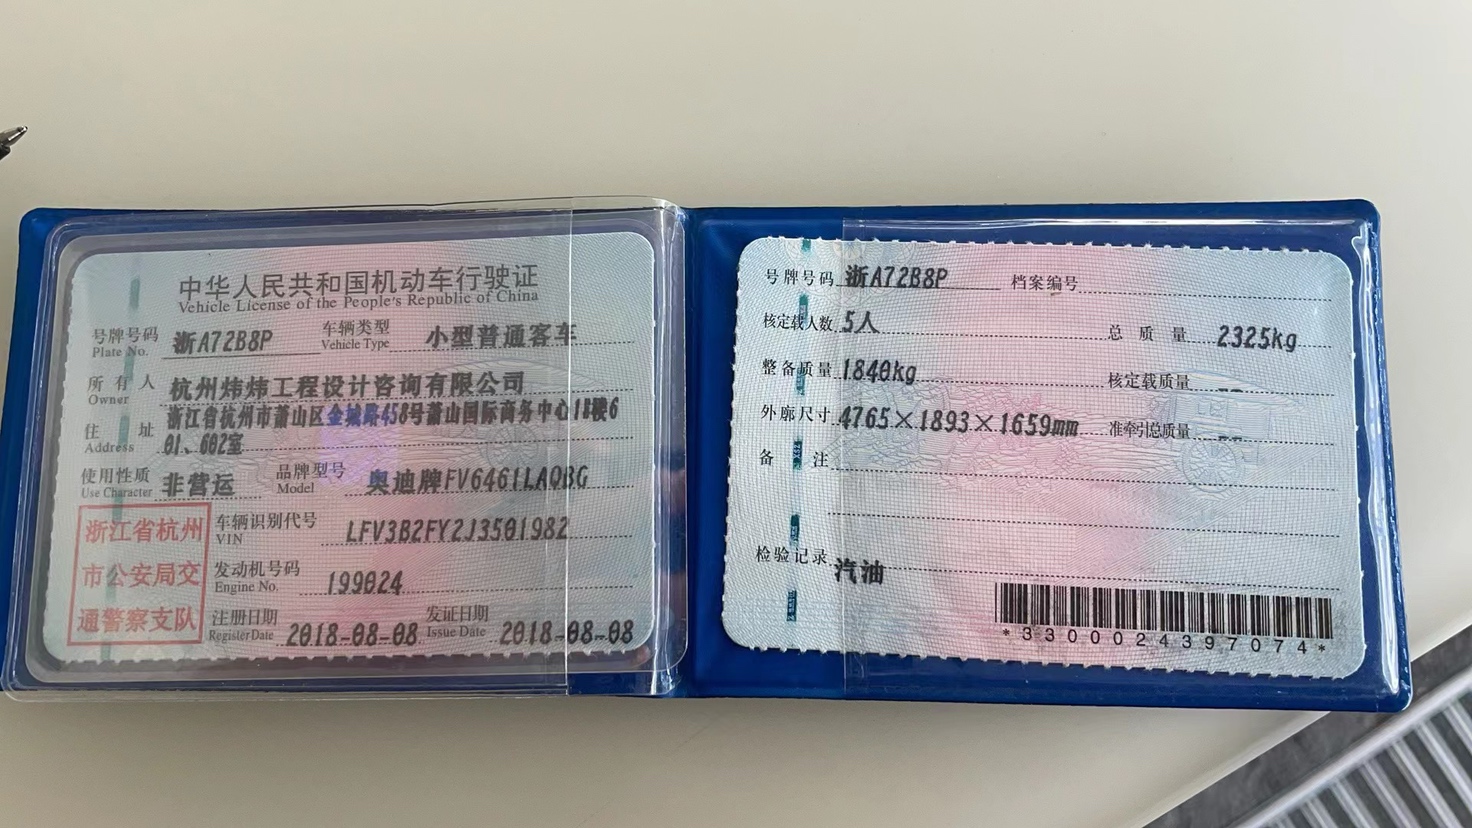 中华人民共和国机动车行驶证
Vehicle License of the People's Republic of China
号牌号码 浙A72B8P 车辆类型 小型普通客车
Plate No. Vehicle Type
所有人 杭州炜炜工程设计咨询有限公司
Owner
浙江省杭州市萧山区金城路458号萧山国际商务中心1B楼6
住址 01、602室
Address
使用性质 非营运 品牌型号 奥迪牌FV6461LAQBG
Use Character Model
浙江省杭州
市公安局交
通警察支队
车辆识别代号 LFV3B2FY2J3501982
VIN
发动机号码 199024
Engine No.
注册日期 2018-08-08 发证日期 2018-08-08
Register Date Issue Date
号牌号码 浙A72B8P 档案编号
核定载人数 5人 总质量 2325kg
整备质量 1840kg 核定载质量 --
外廓尺寸 4765×1893×1659mm 准牵引总质量 --
备注
检验记录 汽油
*3300024397074*